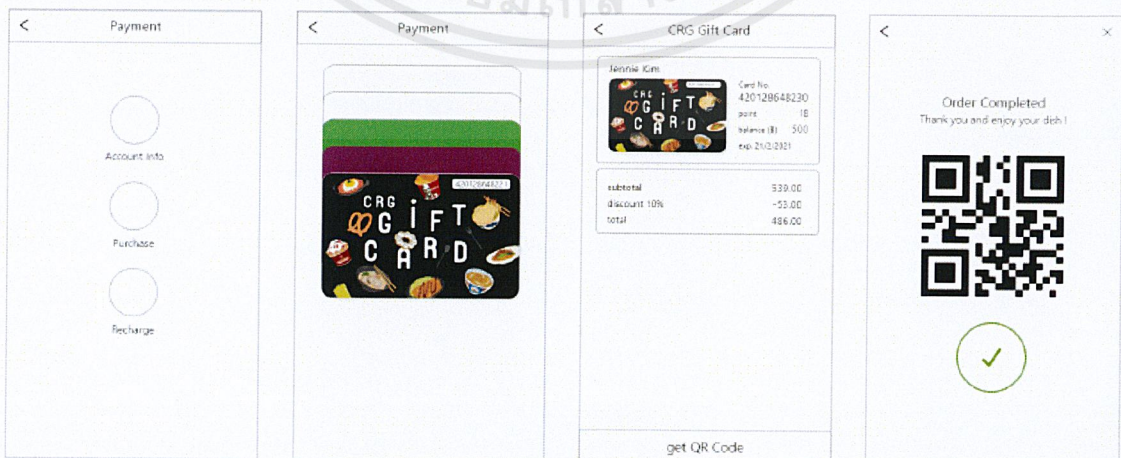 Payment
Account Info
Purchase
Recharge
Payment
CRG
GiFT
CARD
CRG Gift Card
Jennie Kim
CRG
GiFT
CARD
Card No.
420128648230
point 18
balance (฿) 500
exp. 21/2/2021
subtotal 539.00
discount 10% -53.00
total 486.00
get QR Code
Order Completed
Thank you and enjoy your dish !